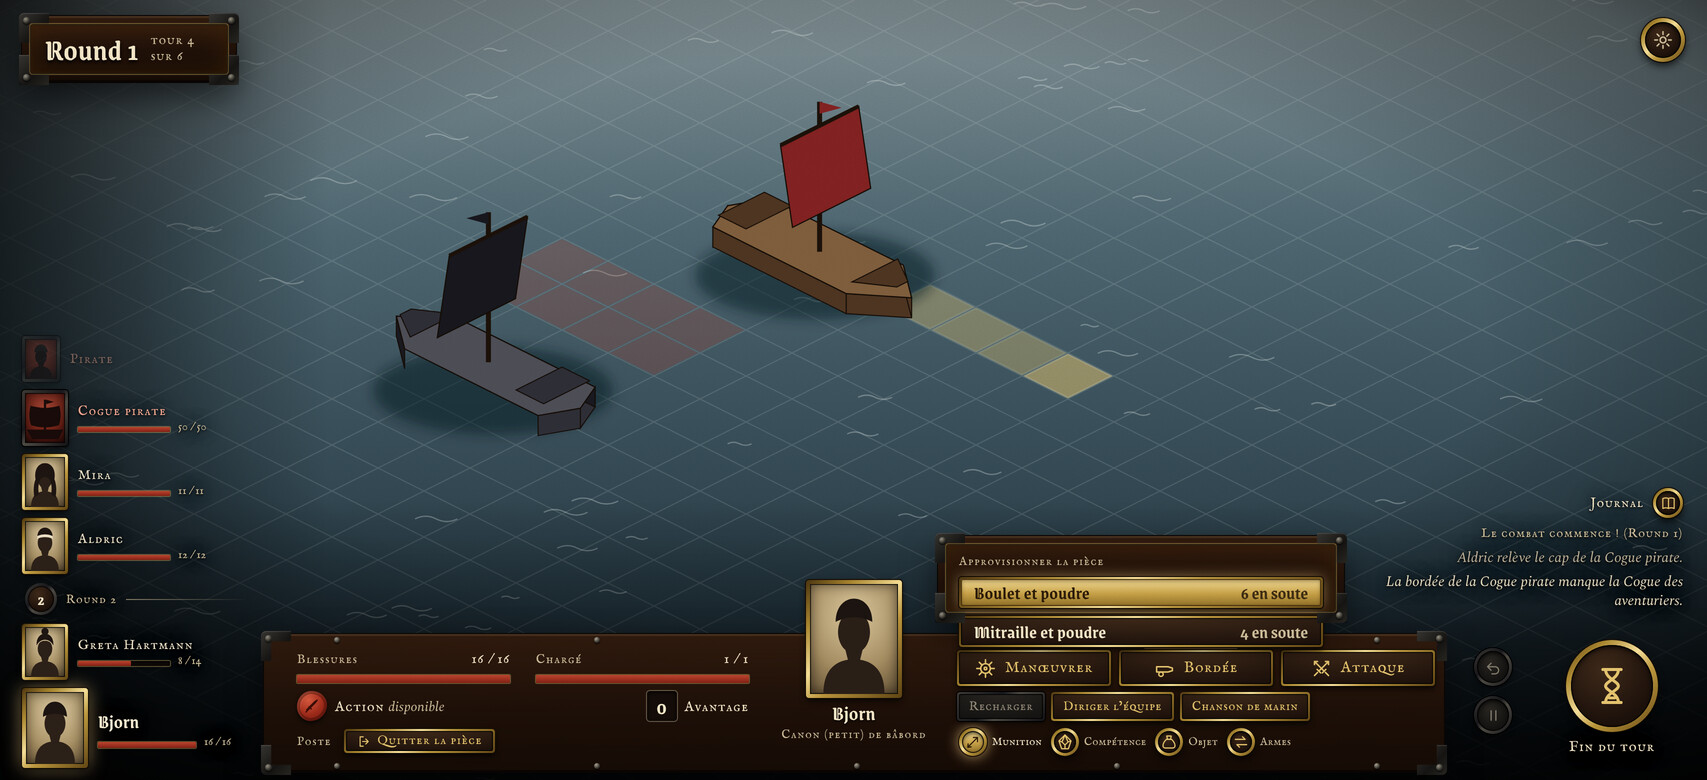 Round 1
Tour 4
sur 6
Pirate
Cogue pirate
50/50
Mira
11/11
Aldric
12/12
2 Round 2
Greta Hartmann
8/14
Bjorn
16/16
Blessures 16/16
Chargé 1/1
Action disponible
0 Avantage
Poste Quitter la pièce
Bjorn
Canon (petit) de bâbord
Approvisionner la pièce
Boulet et poudre 6 en soute
Mitraille et poudre 4 en soute
Manœuvrer Bordée Attaque
Recharger Diriger l'équipe Chanson de marin
Munition Compétence Objet Armes
Journal
Le combat commence ! (Round 1)
Aldric relève le cap de la Cogue pirate.
La bordée de la Cogue pirate manque la Cogue des
aventuriers.
Fin du tour